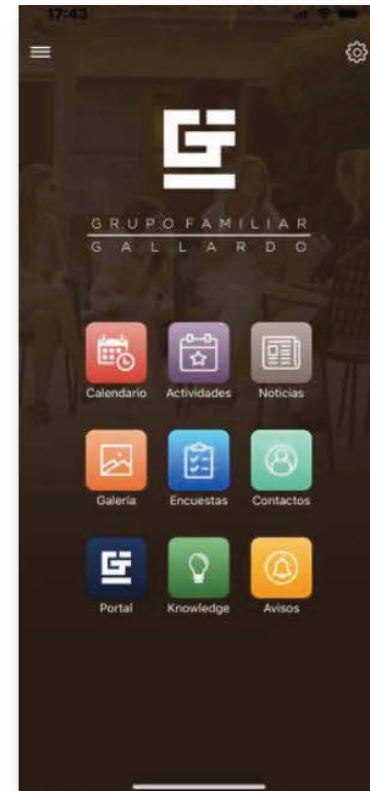 17:43
GRUPO FAMILIAR
GALLARDO
Calendario Actividades Noticias
Galería Encuestas Contactos
Portal Knowledge Avisos